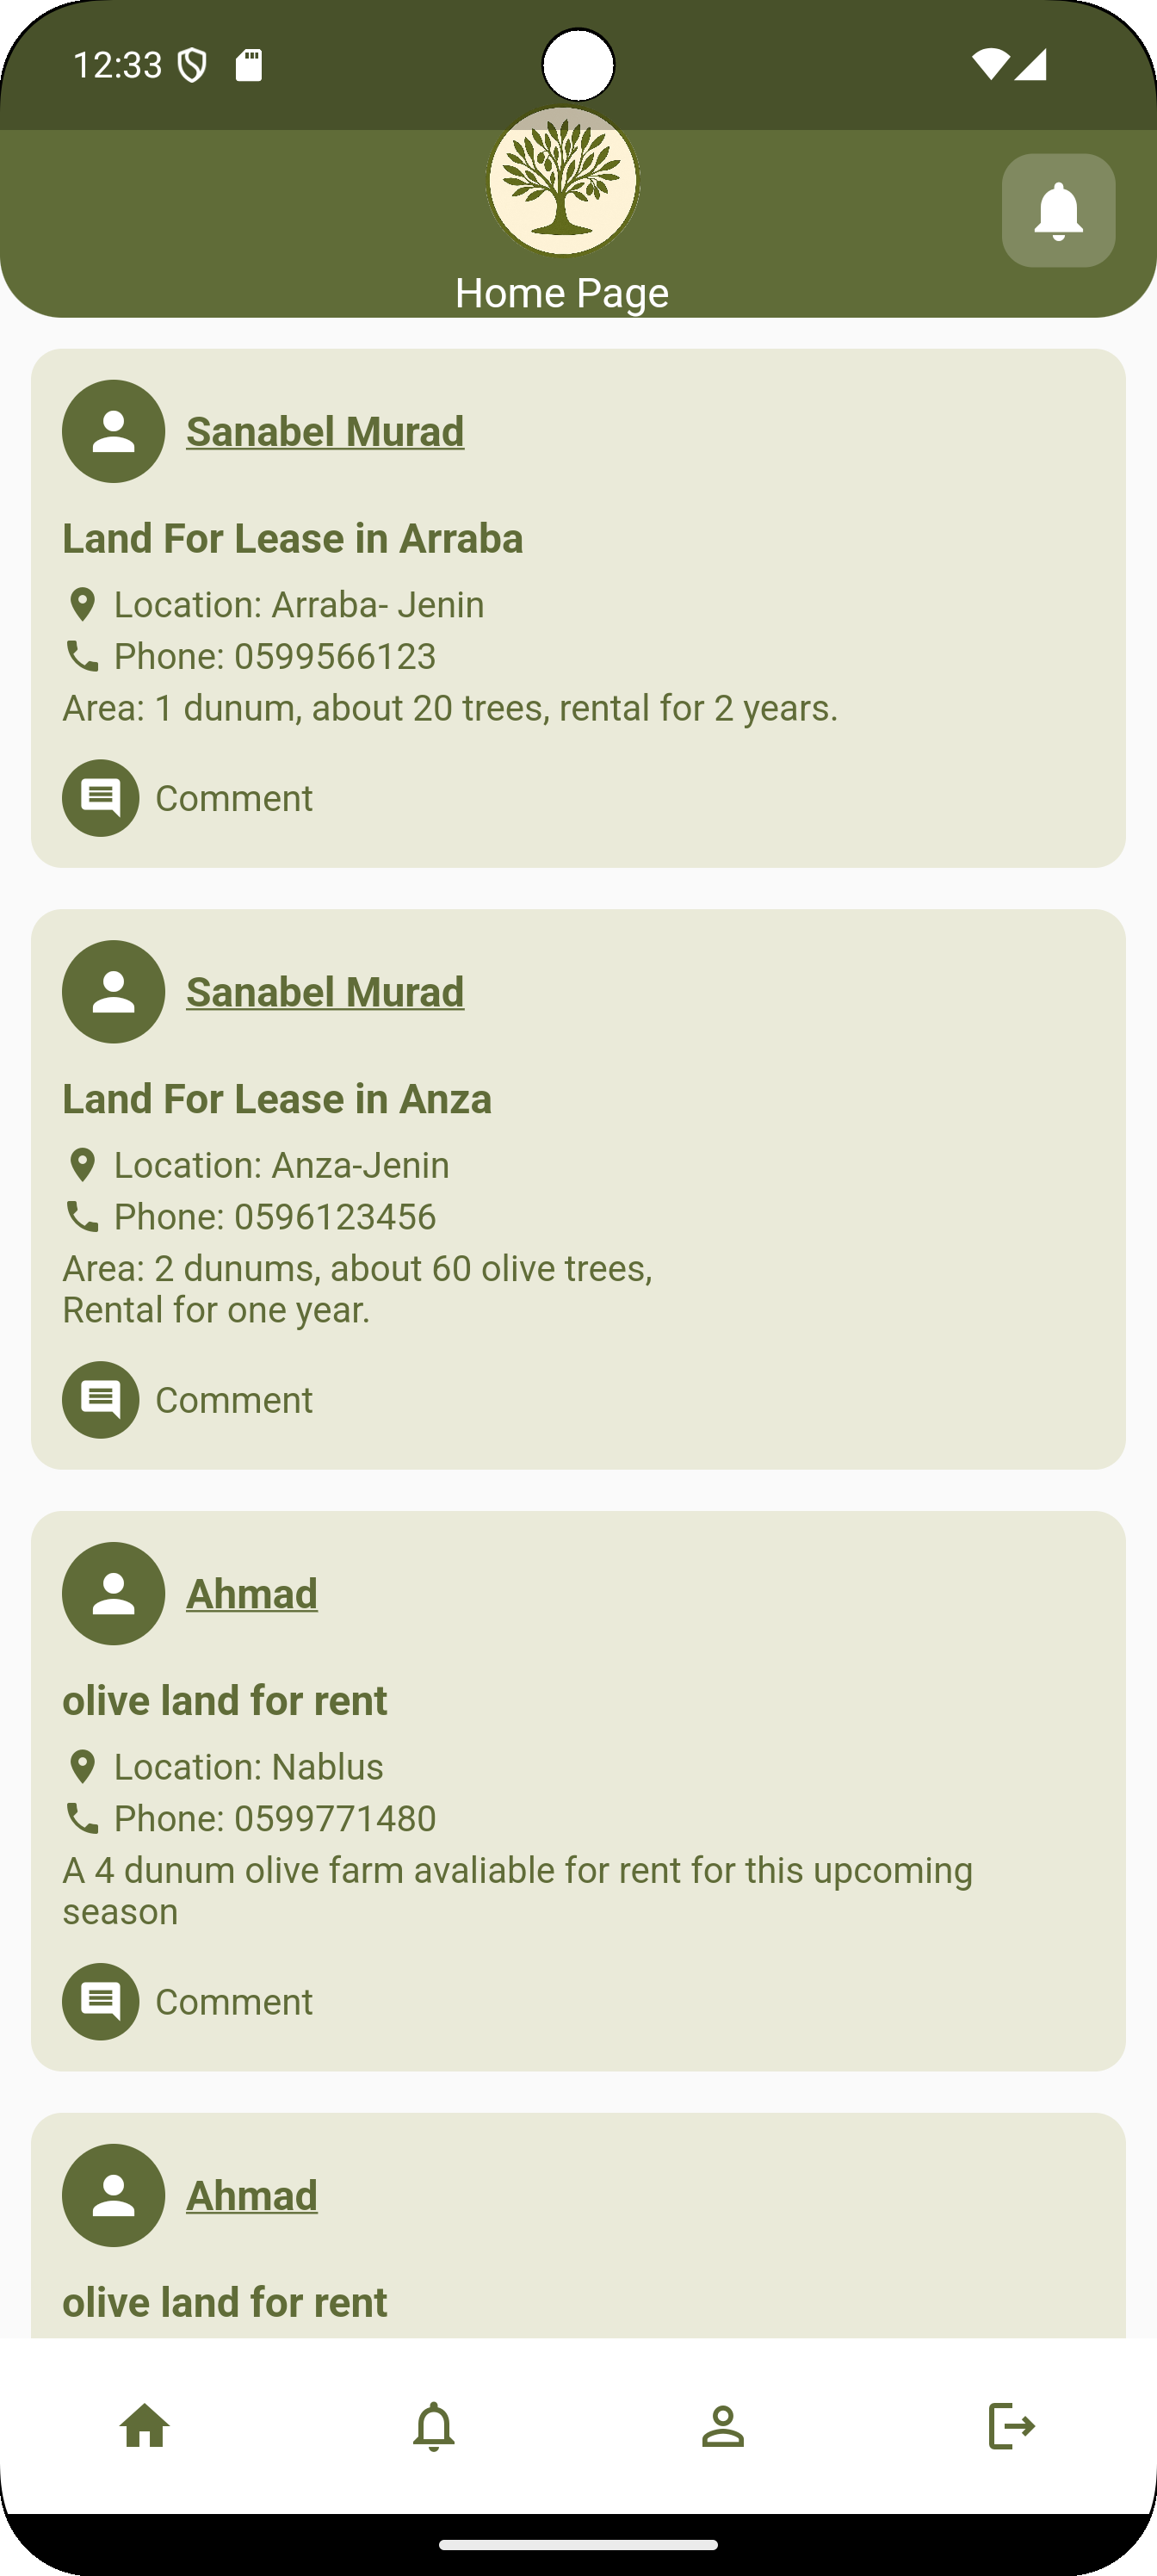 12:33
Home Page
Sanabel Murad
Land For Lease in Arraba
Location: Arraba- Jenin
Phone: 0599566123
Area: 1 dunum, about 20 trees, rental for 2 years.
Comment
Sanabel Murad
Land For Lease in Anza
Location: Anza-Jenin
Phone: 0596123456
Area: 2 dunums, about 60 olive trees,
Rental for one year.
Comment
Ahmad
olive land for rent
Location: Nablus
Phone: 0599771480
A 4 dunum olive farm avaliable for rent for this upcoming
season
Comment
Ahmad
olive land for rent